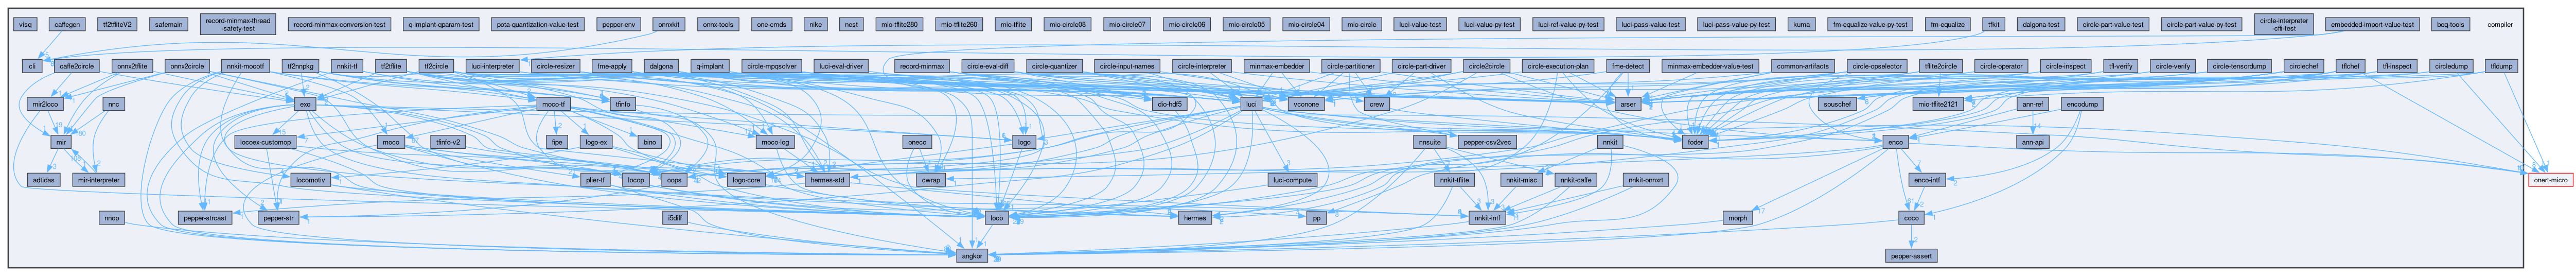 visq caffegen tf2tfliteV2 safemain record-minmax-thread record-minmax-conversion-test q-implant-qparam-test pota-quantization-value-test pepper-env onnxkit onnx-tools one-cmds nike nest mio-tflite280 mio-tflite260 mio-tflite mio-circle08 mio-circle07 mio-circle06 mio-circle05 mio-circle04 mio-circle luci-value-test luci-value-py-test luci-ref-value-py-test luci-pass-value-test luci-pass-value-py-test kuma fm-equalize-value-py-test fm-equalize tfkit dalgona-test circle-part-value-test circle-part-value-py-test circle-interpreter embedded-import-value-test bcq-tools compiler
-safety-test -cffi-test
cli caffe2circle onnx2tflite onnx2circle nnkit-mocotf tf2nnpkg nnkit-tf tf2tflite tf2circle luci-interpreter circle-resizer fme-apply dalgona q-implant circle-mpqsolver luci-eval-driver record-minmax circle-eval-diff circle-quantizer circle-input-names circle-interpreter minmax-embedder circle-partitioner circle-part-driver circle2circle circle-execution-plan fme-detect minmax-embedder-value-test common-artifacts circle-opselector tflite2circle circle-operator circle-inspect tfl-verify circle-verify circle-tensordump circlechef tflchef tfl-inspect circledump tfldump
mir2loco nnc exo moco-tf tfinfo dio-hdf5 luci vconone crew arser souschef mio-tflite2121 ann-ref encodump
mir locoex-customop moco tfinfo-v2 fipe logo-ex bino moco-log oneco logo nnsuite pepper-csv2vec nnkit foder enco ann-api
adtidas mir-interpreter locomotiv plier-tf locop oops logo-core hermes-std cwrap luci-compute nnkit-tflite nnkit-misc nnkit-caffe nnkit-onnxrt enco-intf onert-micro
nnop pepper-strcast pepper-str i5diff loco hermes pp nnkit-intf morph coco
angkor pepper-assert